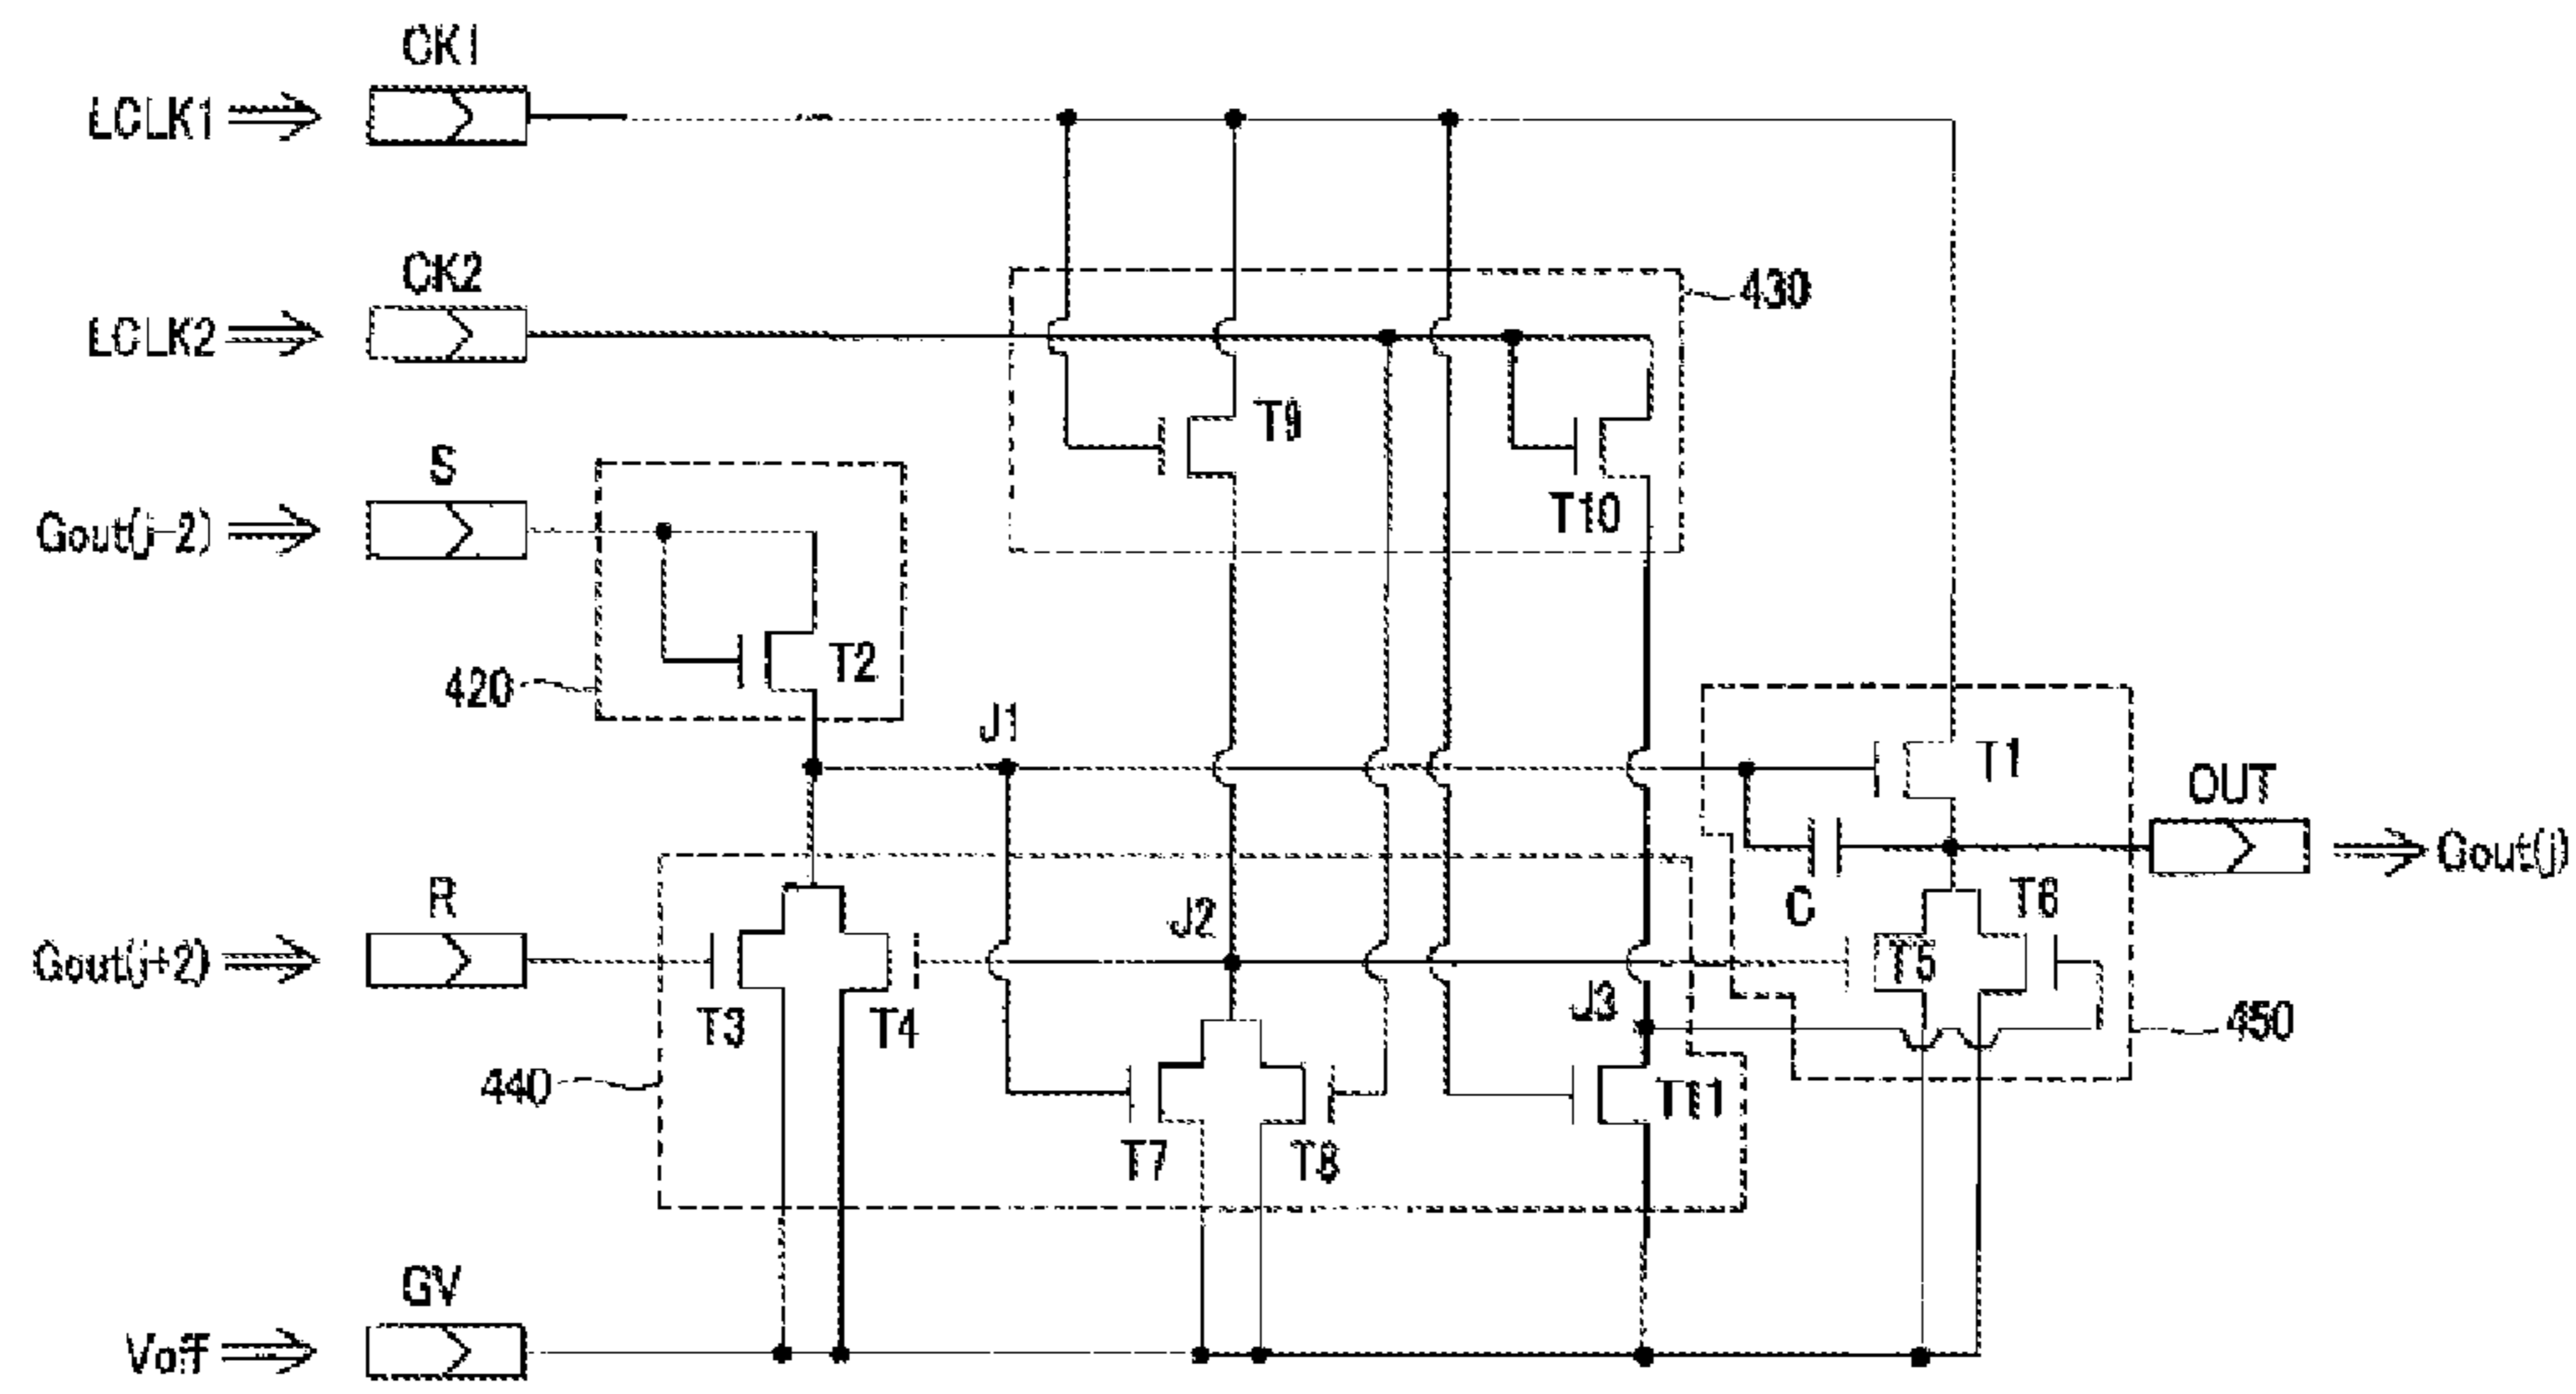 CK1
LCLK1
CK2
LCLK2
430
T9
T10
S
Gout(j-2)
T2
420
J1
T1
OUT
Gout(j)
C
T6
R
J2
Gout(j+2)
T5
T3
T4
J3
450
440
T11
T7
T8
GV
Voff